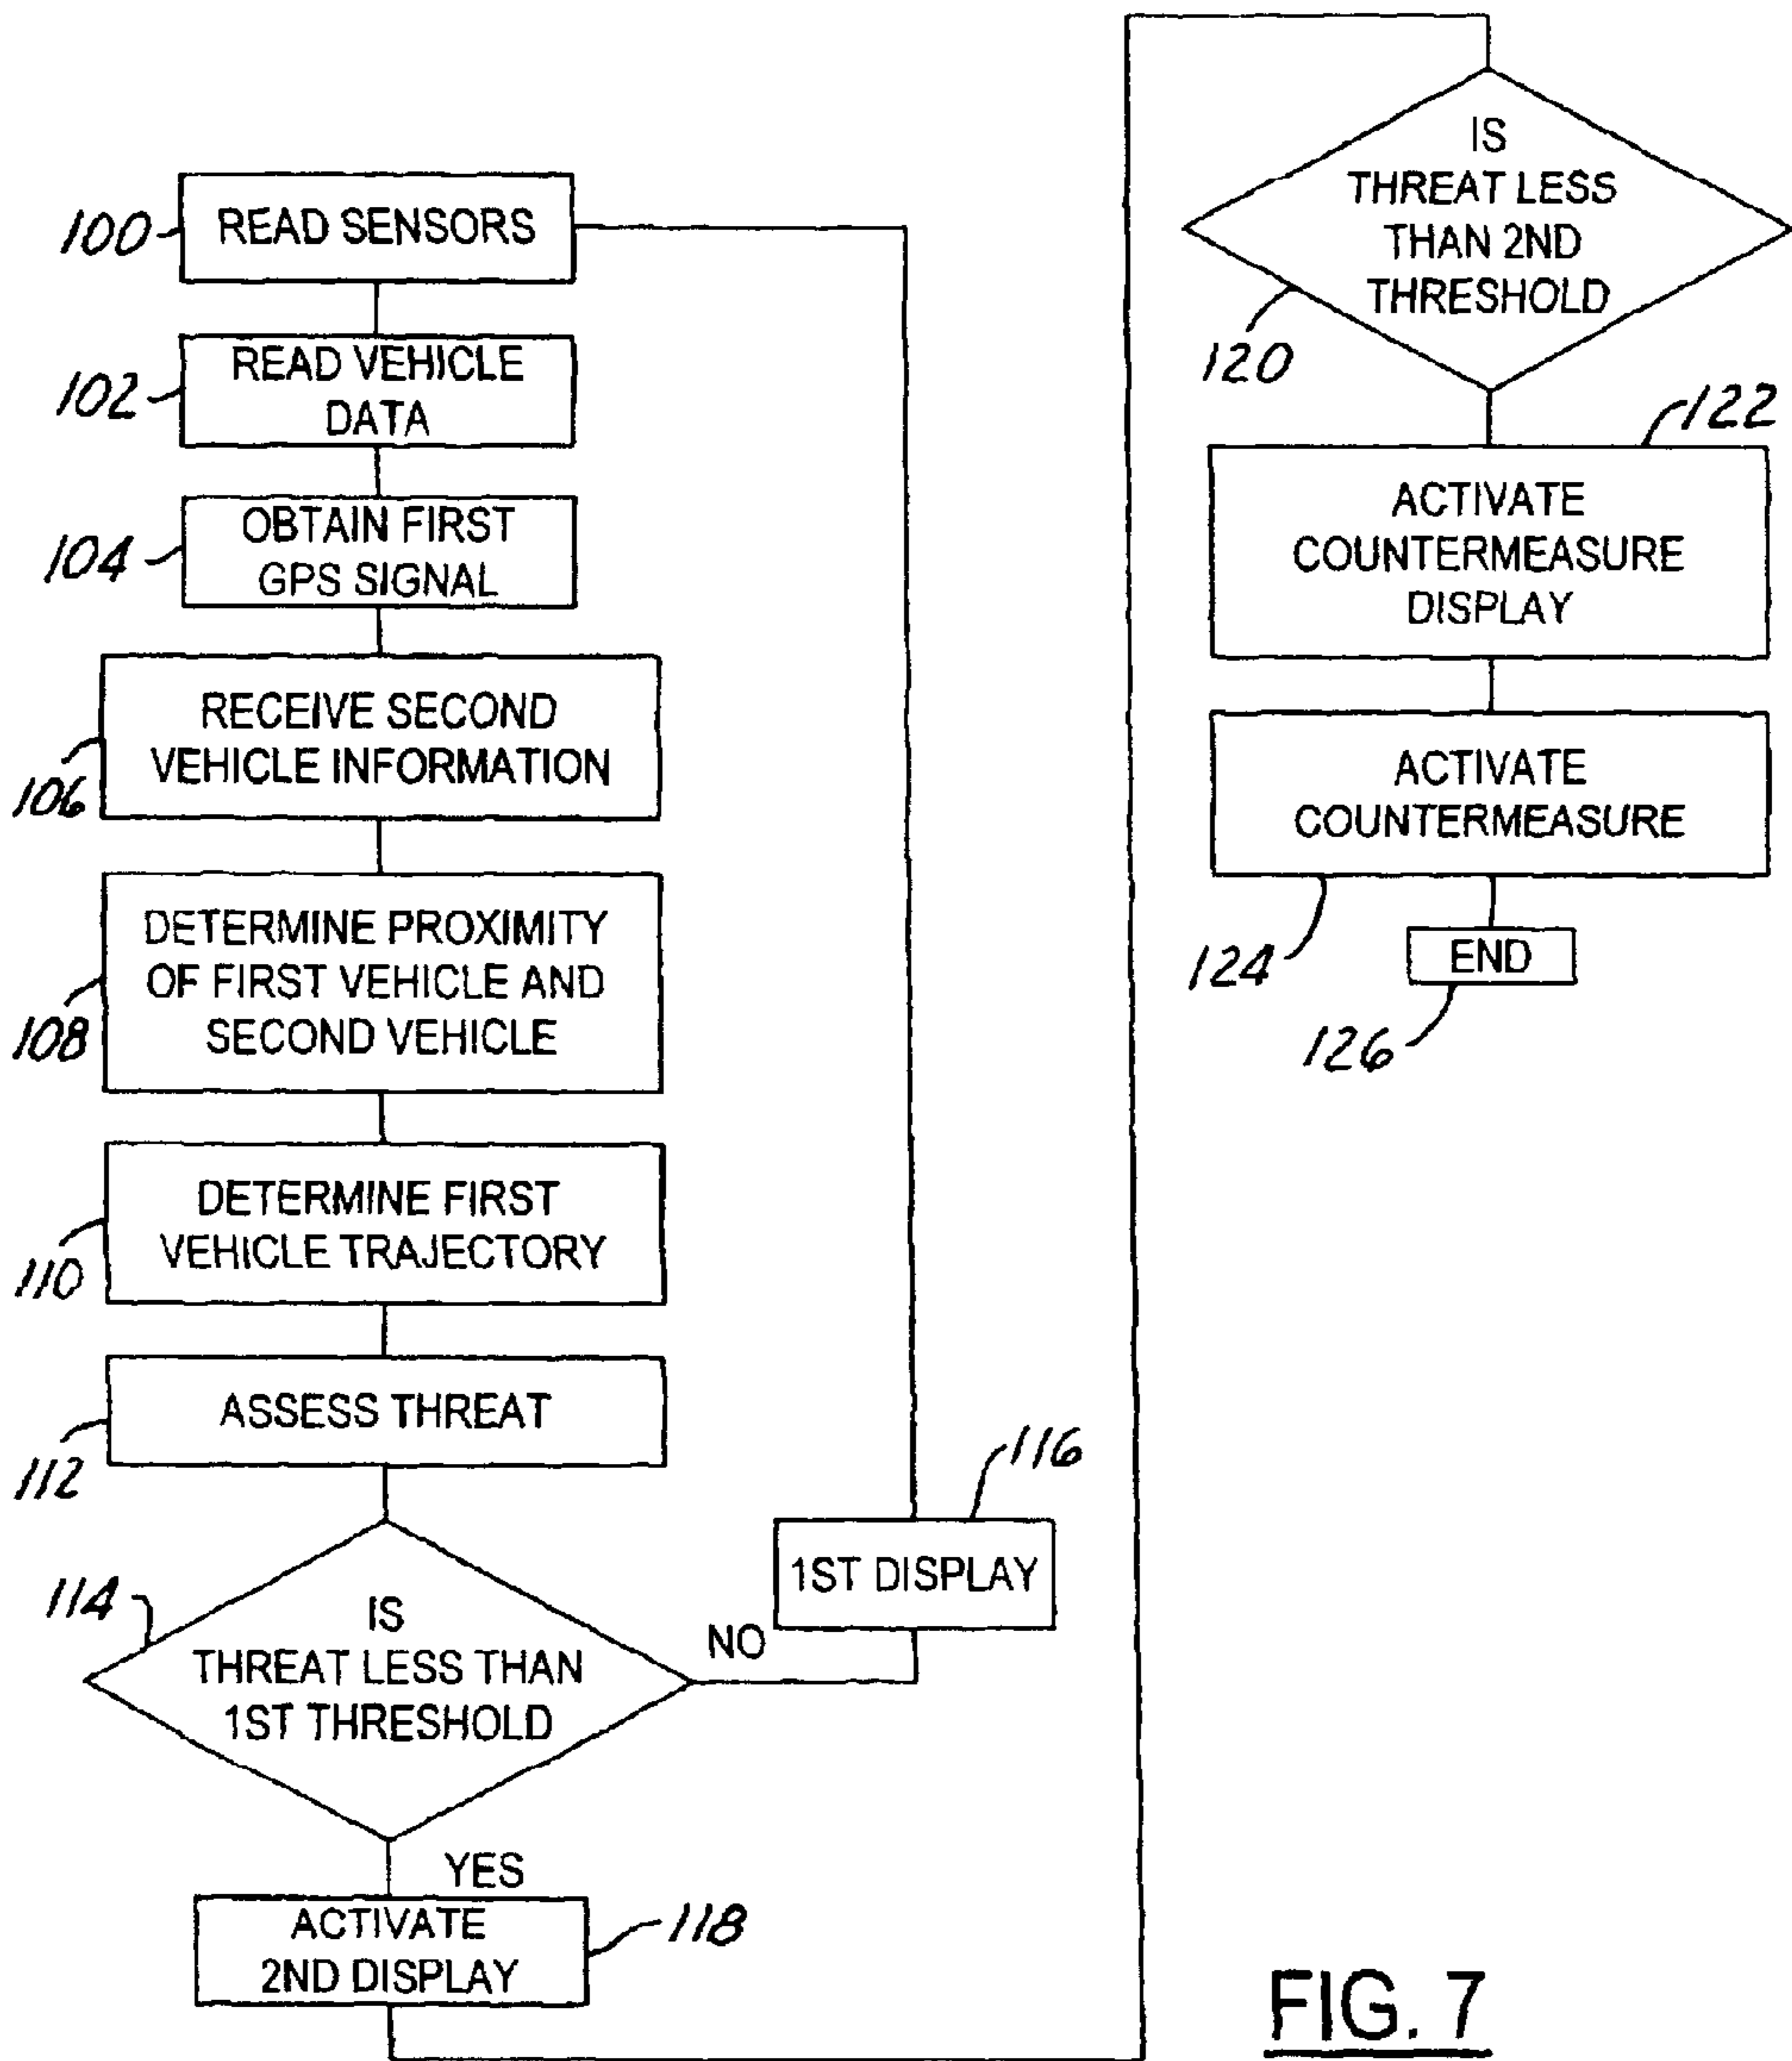 100
READ SENSORS
102
READ VEHICLE
DATA
104
OBTAIN FIRST
GPS SIGNAL
106
RECEIVE SECOND
VEHICLE INFORMATION
108
DETERMINE PROXIMITY
OF FIRST VEHICLE AND
SECOND VEHICLE
110
DETERMINE FIRST
VEHICLE TRAJECTORY
112
ASSESS THREAT
114
IS
THREAT LESS THAN
1ST THRESHOLD
NO
116
1ST DISPLAY
YES
ACTIVATE
2ND DISPLAY
118
IS
THREAT LESS
THAN 2ND
THRESHOLD
120
122
ACTIVATE
COUNTERMEASURE
DISPLAY
ACTIVATE
COUNTERMEASURE
124
END
126
FIG. 7